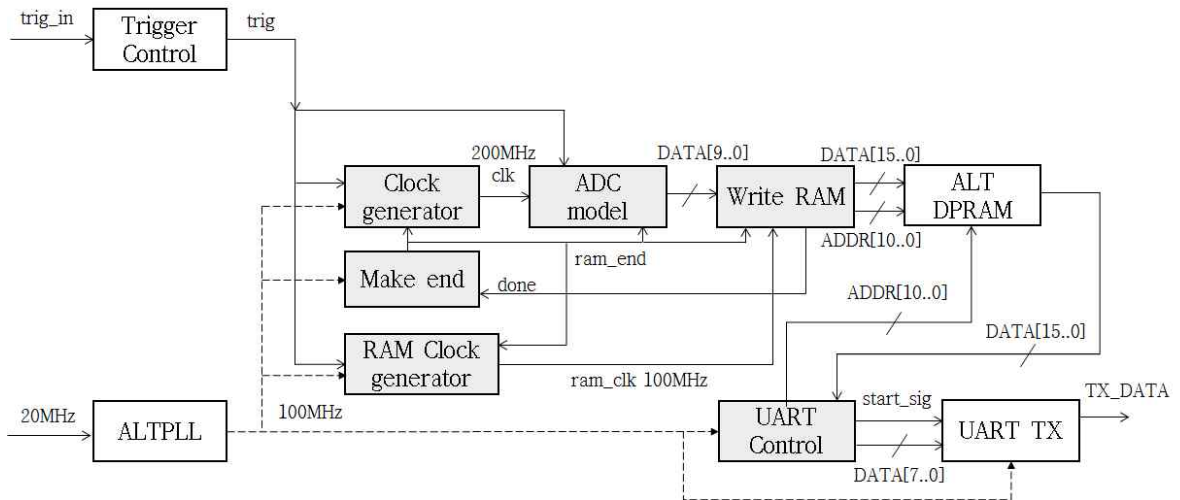 trig_in
Trigger
Control
trig
200MHz
clk
DATA[9..0]
DATA[15..0]
Clock
generator
ADC
model
Write RAM
ALT
DPRAM
ADDR[10..0]
ram_end
Make end
done
ADDR[10..0]
DATA[15..0]
RAM Clock
generator
ram_clk 100MHz
20MHz
ALTPLL
100MHz
UART
Control
start_sig
UART TX
TX_DATA
DATA[7..0]